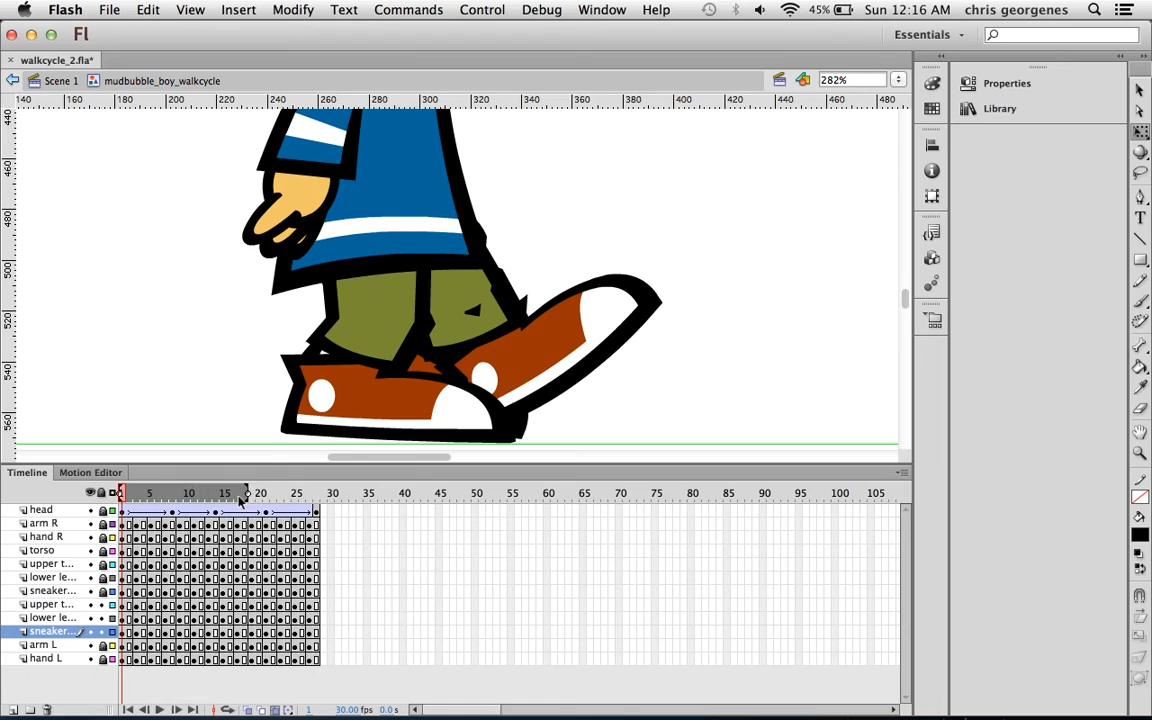 Flash File Edit View Insert Modify Text Commands Control Debug Window Help 45% Sun 12:16 AM chris georgenes
Fl Essentials
× walkcycle_2.fla*
Scene 1 mudbubble_boy_walkcycle 282%
140 160 180 200 220 240 260 280 300 320 340 360 380 400 420 440 460 480
440
460
480
500
520
540
560
Properties
Library
Timeline Motion Editor
1 5 10 15 20 25 30 35 40 45 50 55 60 65 70 75 80 85 90 95 100 105
head
arm R
hand R
torso
upper t...
lower le...
sneaker...
upper t...
lower le...
sneaker...
arm L
hand L
1 30.00 fps 0.0 s